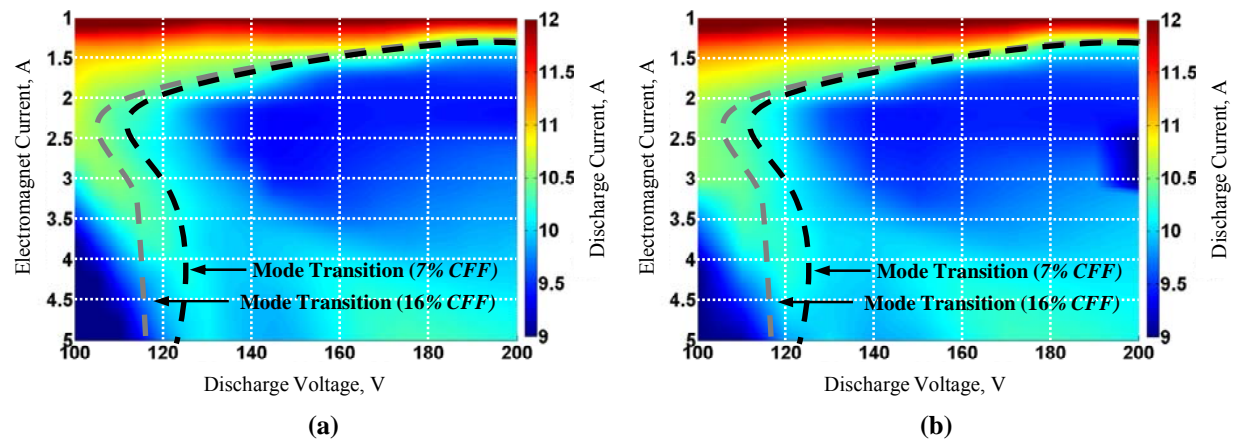 Electromagnet Current, A
1
1.5
2
2.5
3
3.5
4
4.5
5
100 120 140 160 180 200
Discharge Voltage, V
Mode Transition (7% CFF)
Mode Transition (16% CFF)
12
11.5
11
10.5
10
9.5
9
Discharge Current, A
(a)
Electromagnet Current, A
1
1.5
2
2.5
3
3.5
4
4.5
5
100 120 140 160 180 200
Discharge Voltage, V
Mode Transition (7% CFF)
Mode Transition (16% CFF)
12
11.5
11
10.5
10
9.5
9
Discharge Current, A
(b)